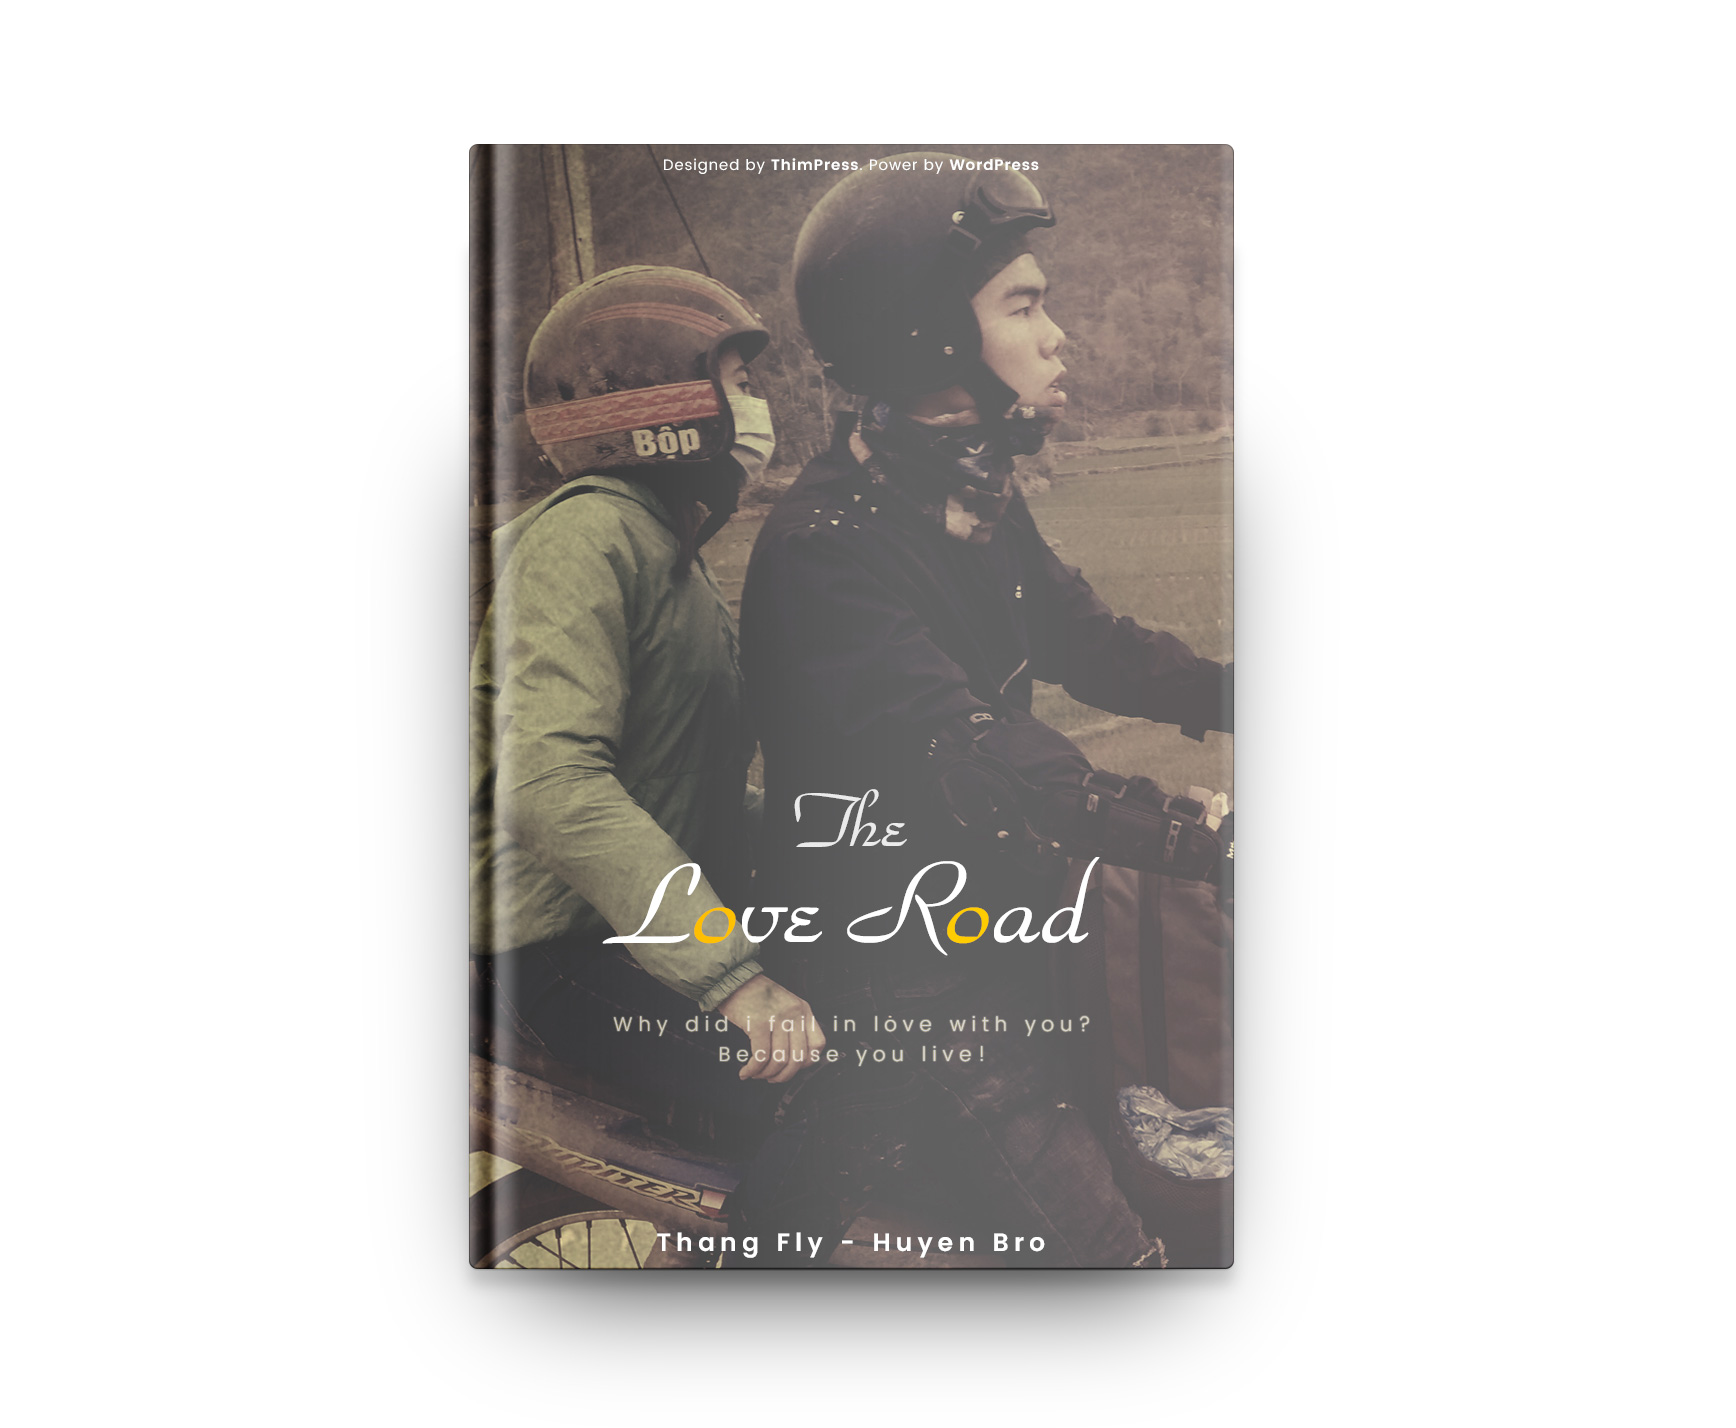 Designed by ThimPress. Power by WordPress
Bộp
The
Love Road
Why did i fail in love with you?
Because you live!
JUPITER
Thang Fly - Huyen Bro